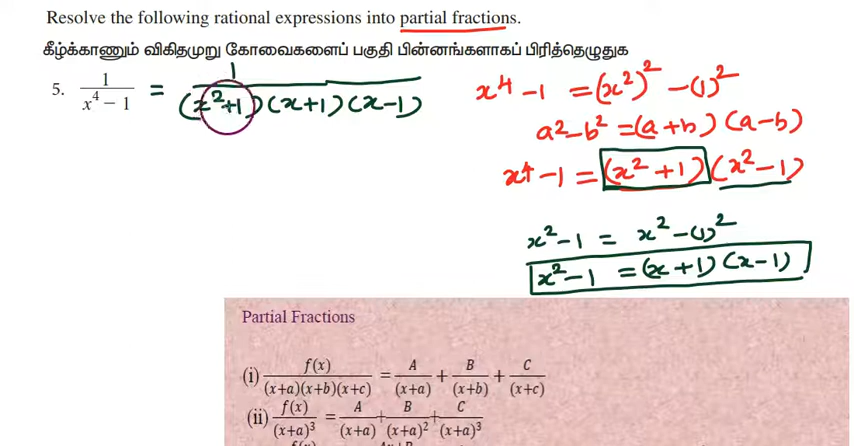 Resolve the following rational expressions into partial fractions.
கீழ்க்காணும் விகிதமுறு கோவைகளைப் பகுதி பின்னங்களாகப் பிரித்தெழுதுக
5. 1/(x⁴ − 1) = 1/((x²+1)(x+1)(x−1))
x⁴ − 1 = (x²)² − (1)²
a² − b² = (a+b) (a−b)
x⁴ − 1 = (x² + 1) (x² − 1)
x² − 1 = x² − (1)²
x² − 1 = (x + 1) (x − 1)
Partial Fractions
(i) f(x)/((x+a)(x+b)(x+c)) = A/(x+a) + B/(x+b) + C/(x+c)
(ii) f(x)/(x+a)³ = A/(x+a) + B/(x+a)² + C/(x+a)³